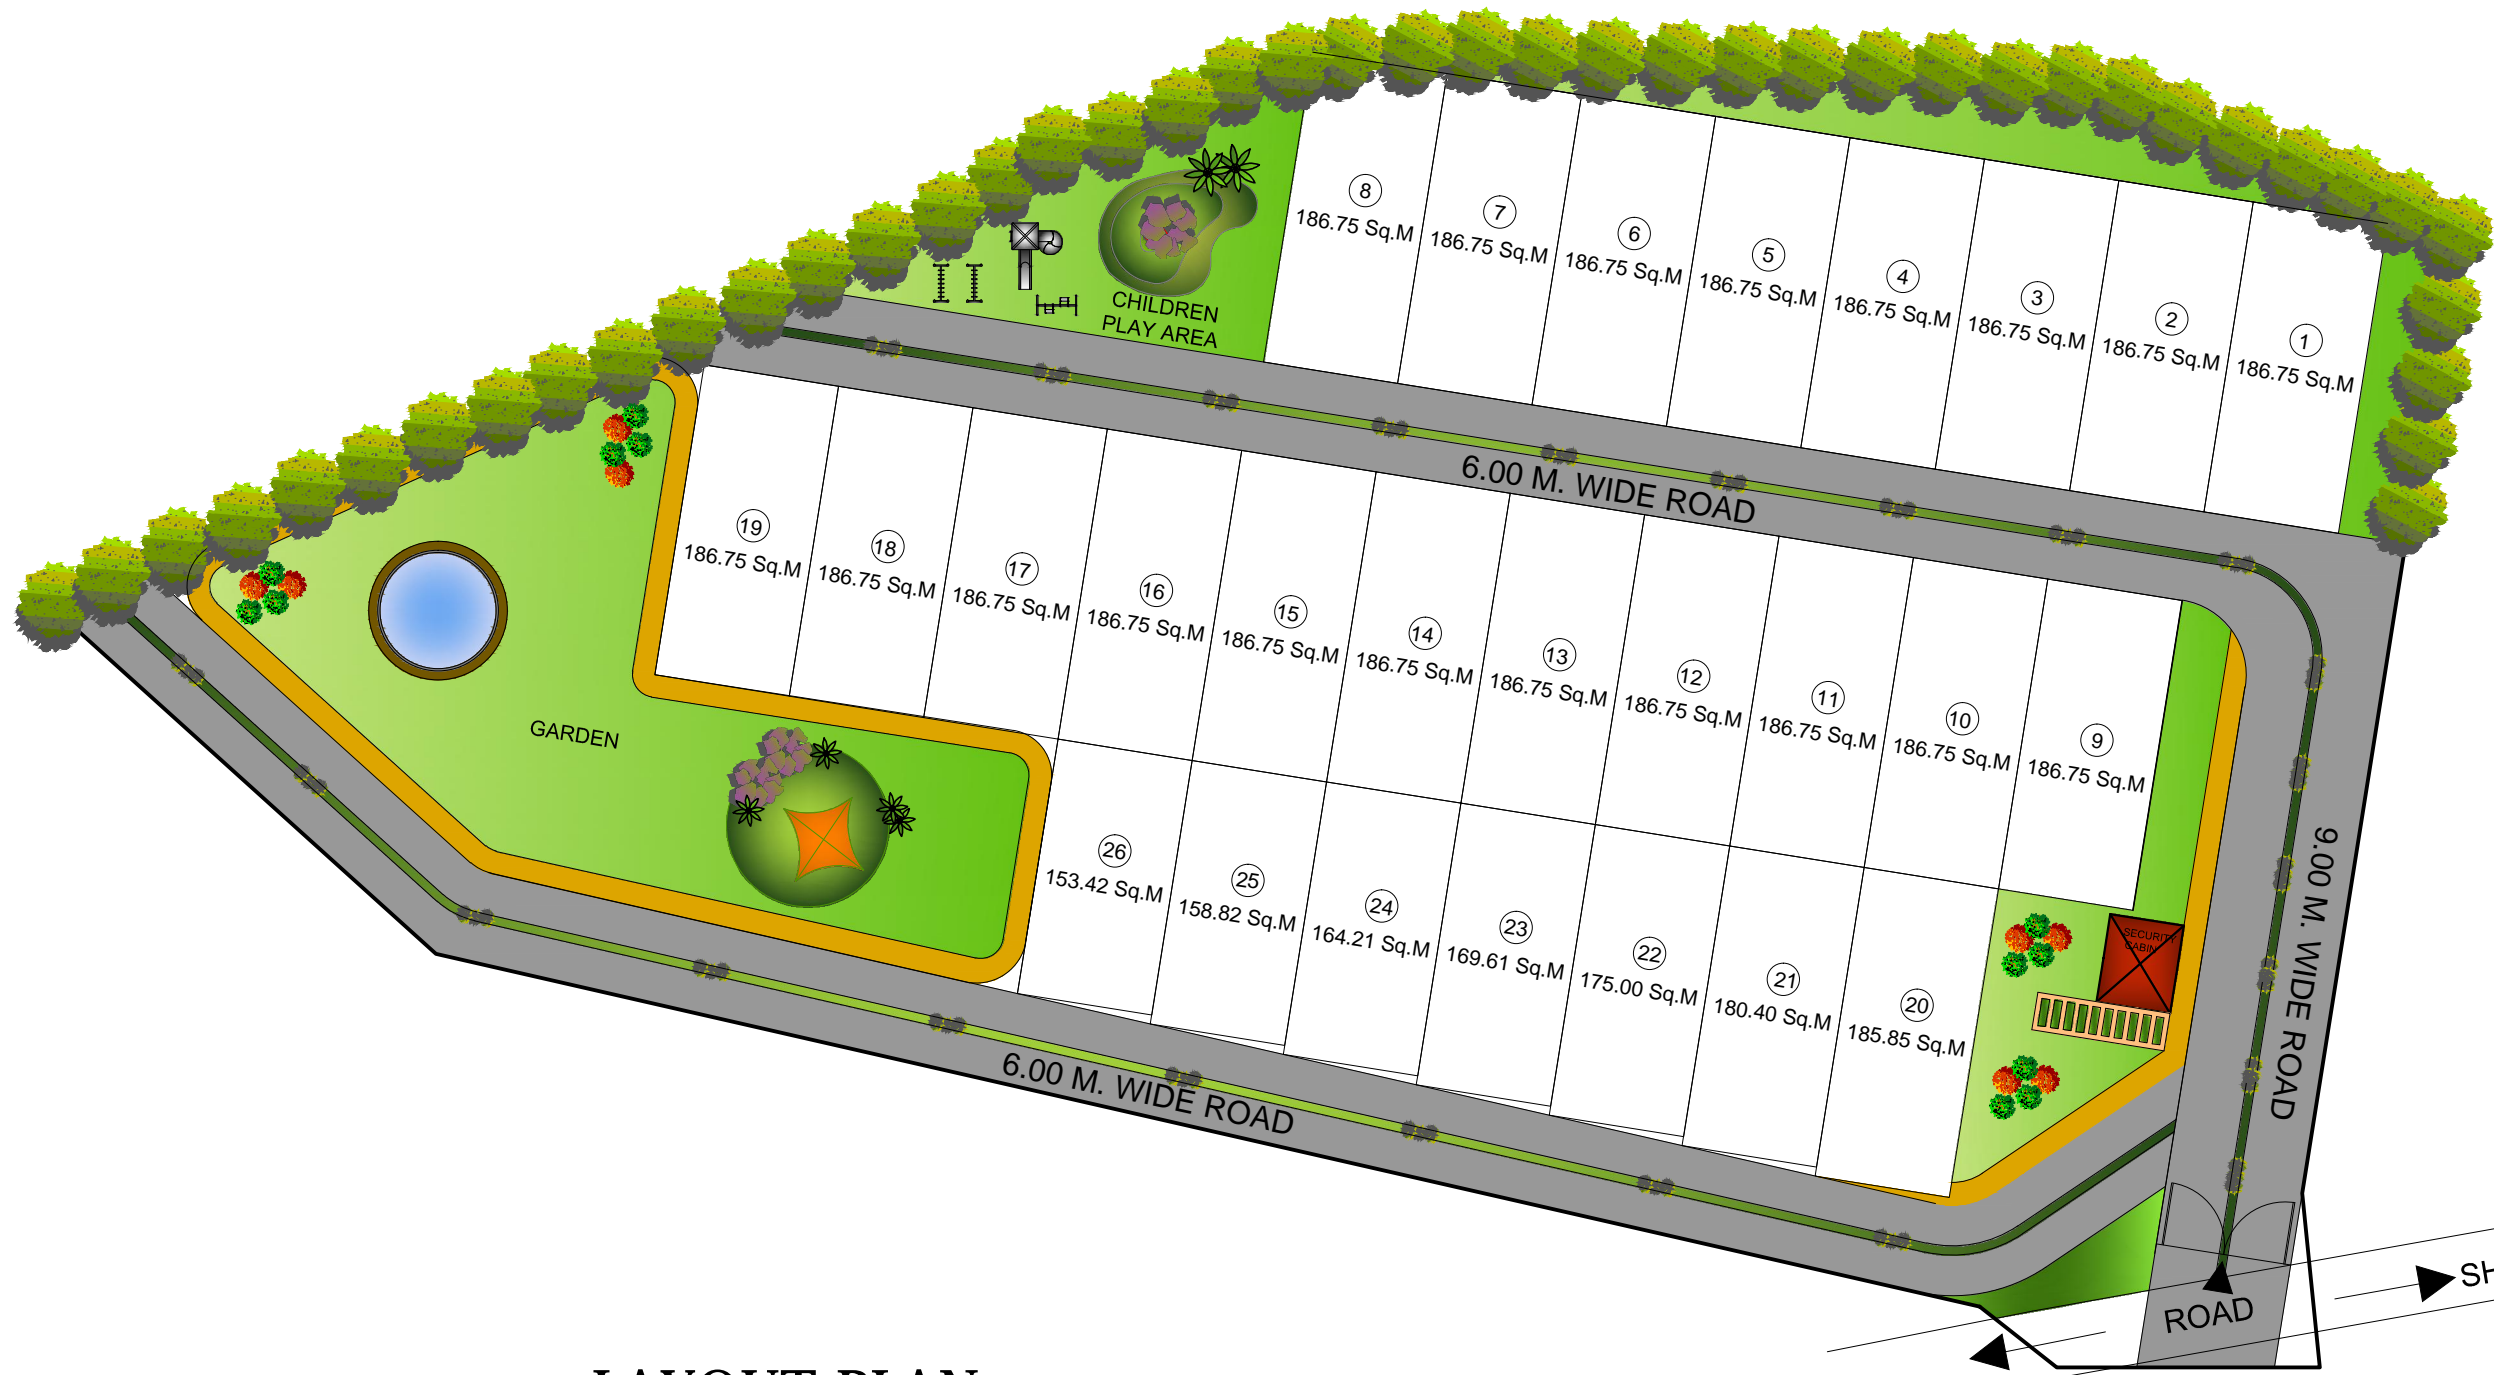 8
186.75 Sq.M
7
186.75 Sq.M
6
186.75 Sq.M
5
186.75 Sq.M
4
186.75 Sq.M
3
186.75 Sq.M
2
186.75 Sq.M
1
186.75 Sq.M
CHILDREN
PLAY AREA
6.00 M. WIDE ROAD
19
186.75 Sq.M
18
186.75 Sq.M
17
186.75 Sq.M
16
186.75 Sq.M
15
186.75 Sq.M
14
186.75 Sq.M
13
186.75 Sq.M
12
186.75 Sq.M
11
186.75 Sq.M
10
186.75 Sq.M
9
186.75 Sq.M
GARDEN
26
153.42 Sq.M
25
158.82 Sq.M
24
164.21 Sq.M
23
169.61 Sq.M
22
175.00 Sq.M
21
180.40 Sq.M
20
185.85 Sq.M
SECURITY
CABIN
9.00 M. WIDE ROAD
6.00 M. WIDE ROAD
ROAD
LAYOUT PLAN